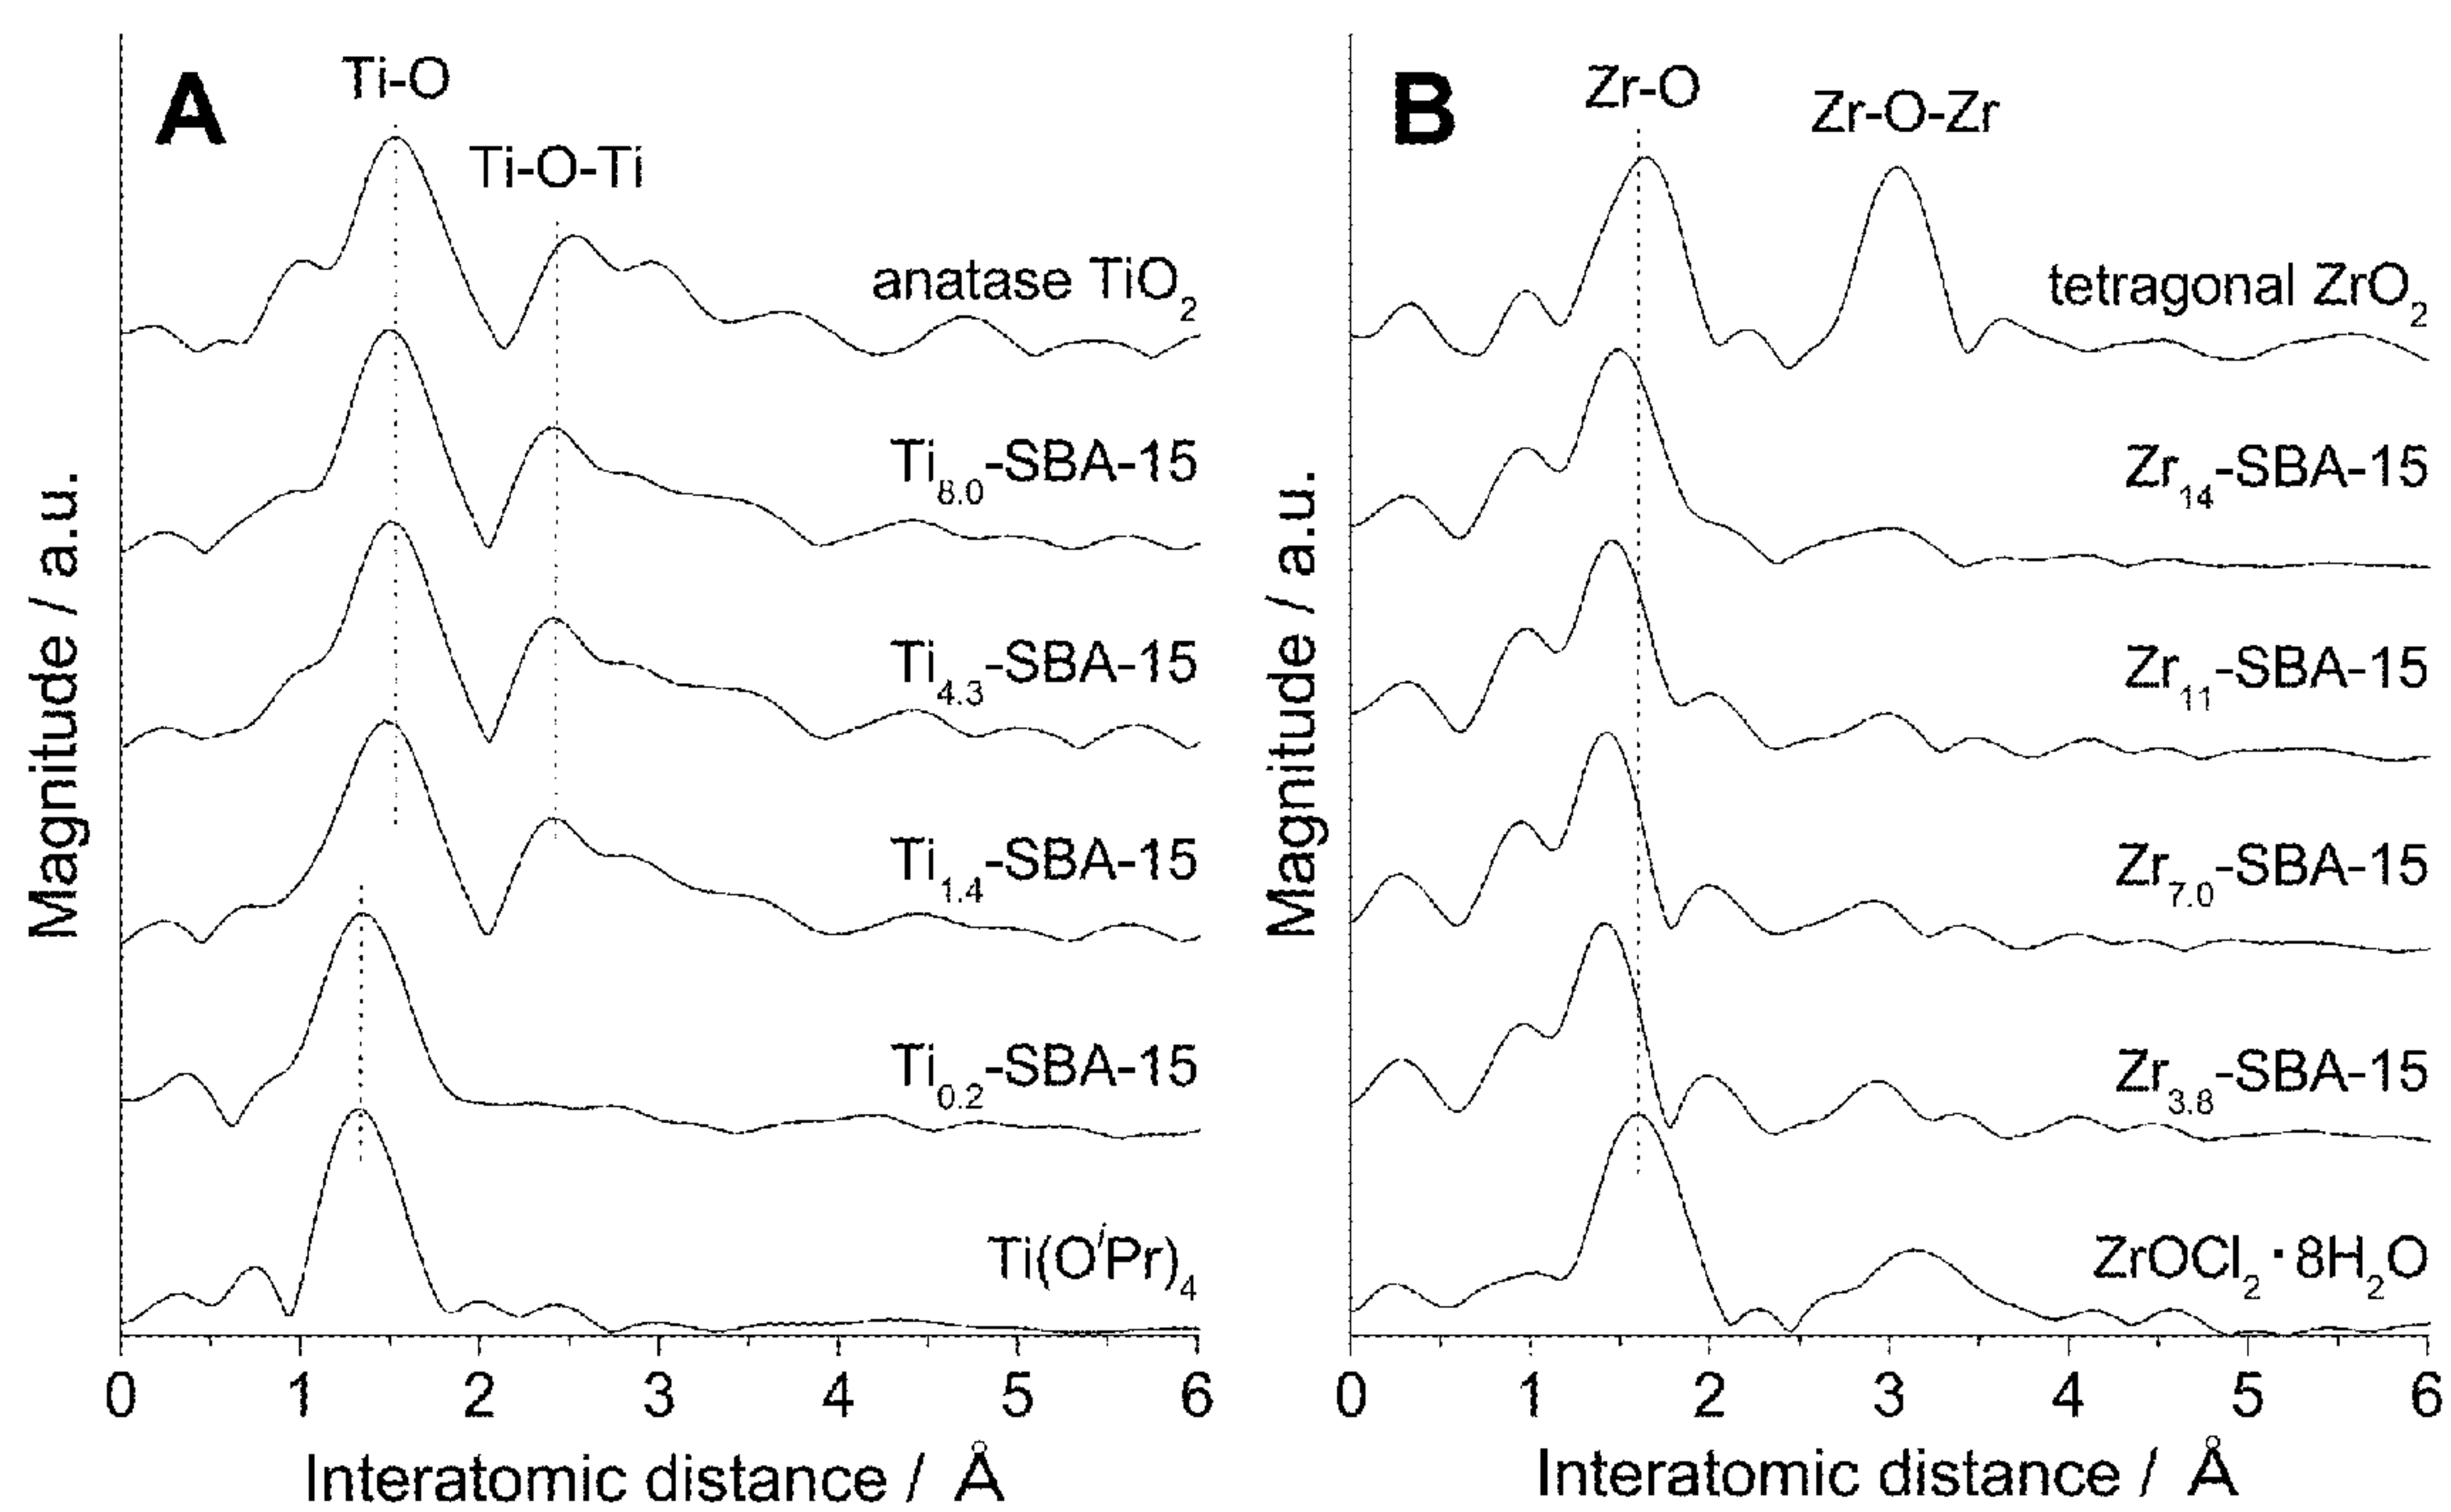 A
Ti-O
Ti-O-Ti
anatase TiO2
Ti8.0-SBA-15
Ti4.3-SBA-15
Ti1.4-SBA-15
Ti0.2-SBA-15
Ti(OiPr)4
Magnitude / a.u.
0 1 2 3 4 5 6
Interatomic distance / Å
B
Zr-O
Zr-O-Zr
tetragonal ZrO2
Zr14-SBA-15
Zr11-SBA-15
Zr7.0-SBA-15
Zr3.8-SBA-15
ZrOCl2·8H2O
Magnitude / a.u.
0 1 2 3 4 5 6
Interatomic distance / Å